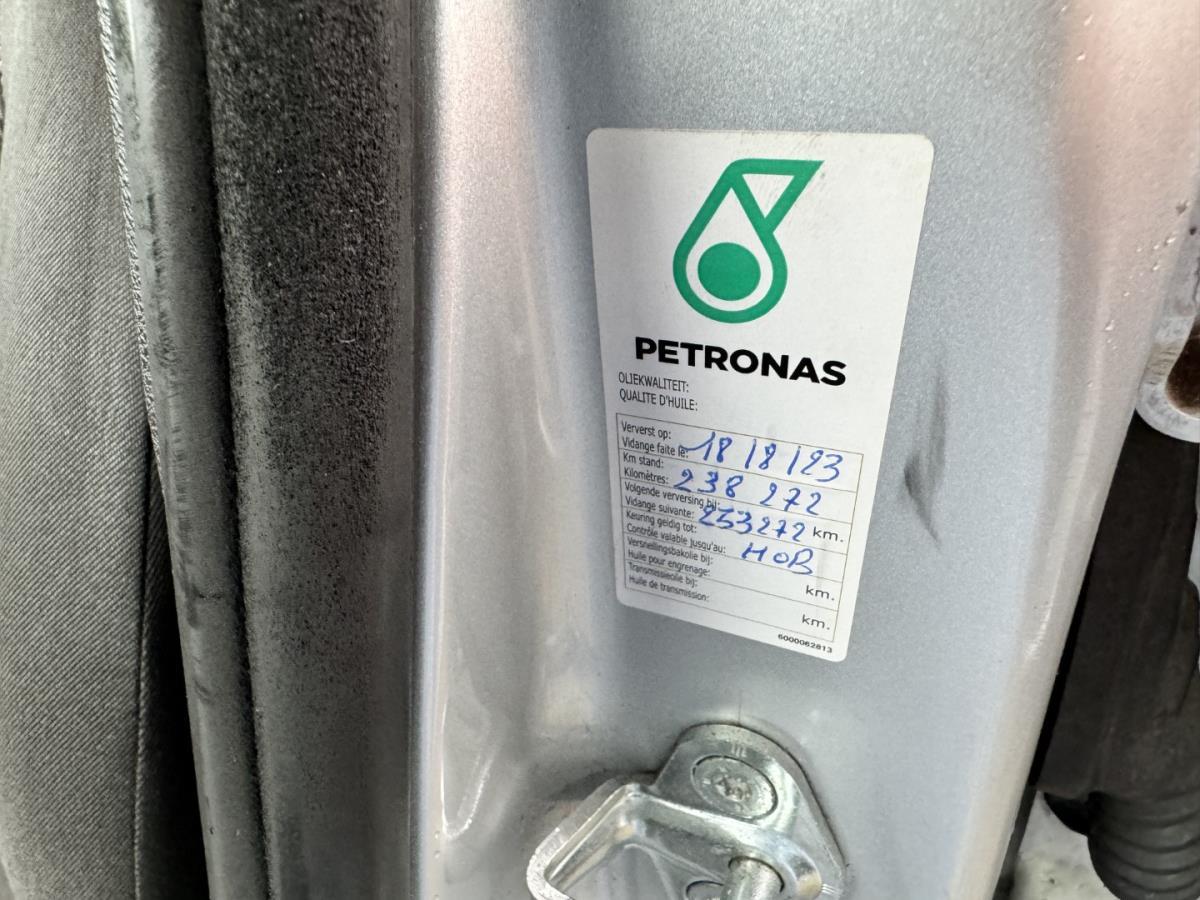 PETRONAS
OLIEKWALITEIT:
QUALITE D'HUILE:
Ververst op:
Vidange faite le: 18/8/23
Km stand:
Kilomètres: 238 272
Volgende verversing bij:
Vidange suivante: 253272 km.
Keuring geldig tot:
Contrôle valable jusqu'au: HOB
Versnellingsbakolie bij:
Huile pour engrenage: km.
Transmissieolie bij:
Huile de transmission: km.
6000062813